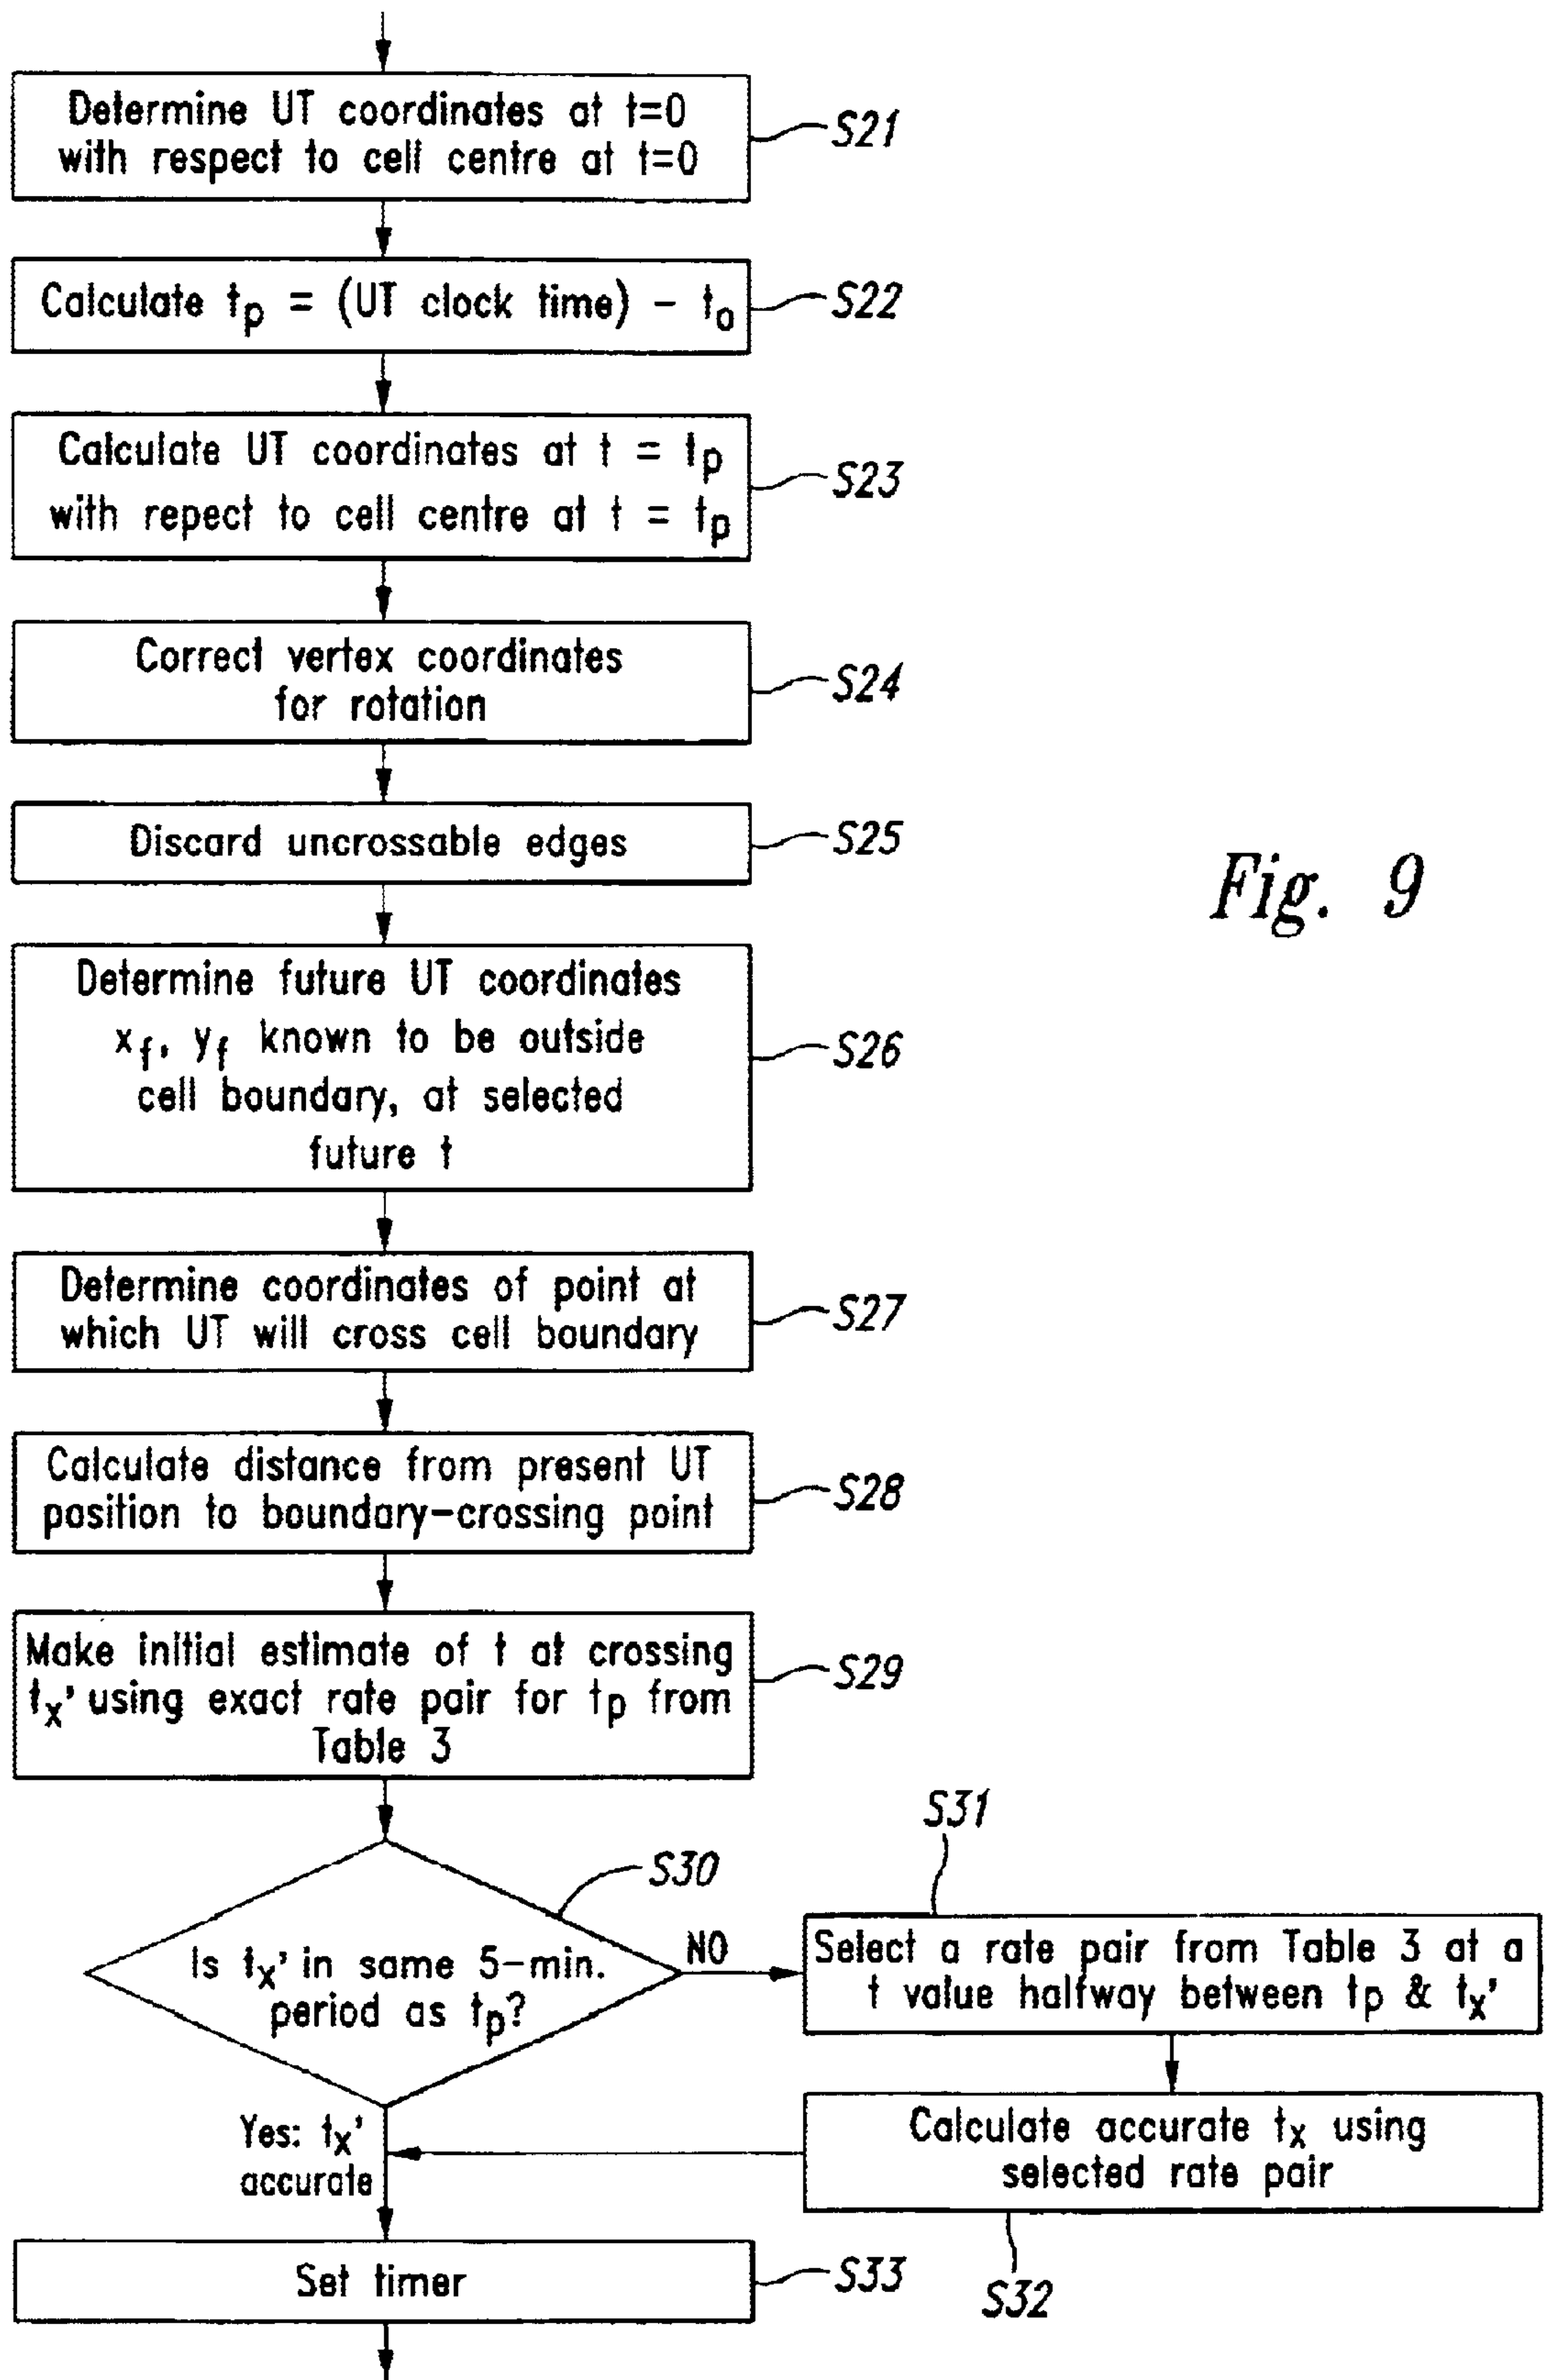 Determine UT coordinates at t=0
with respect to cell centre at t=0
S21
Calculate tp = (UT clock time) - to
S22
Calculate UT coordinates at t = tp
with repect to cell centre at t = tp
S23
Correct vertex coordinates
for rotation
S24
Discard uncrossable edges
S25
Fig. 9
Determine future UT coordinates
xf, yf known to be outside
cell boundary, at selected
future t
S26
Determine coordinates of point at
which UT will cross cell boundary
S27
Calculate distance from present UT
position to boundary-crossing point
S28
Make initial estimate of t at crossing
tx' using exact rate pair for tp from
Table 3
S29
Is tx' in same 5-min.
period as tp?
S30
NO
S31
Select a rate pair from Table 3 at a
t value halfway between tp & tx'
Calculate accurate tx using
selected rate pair
S32
Yes: tx'
accurate
Set timer
S33